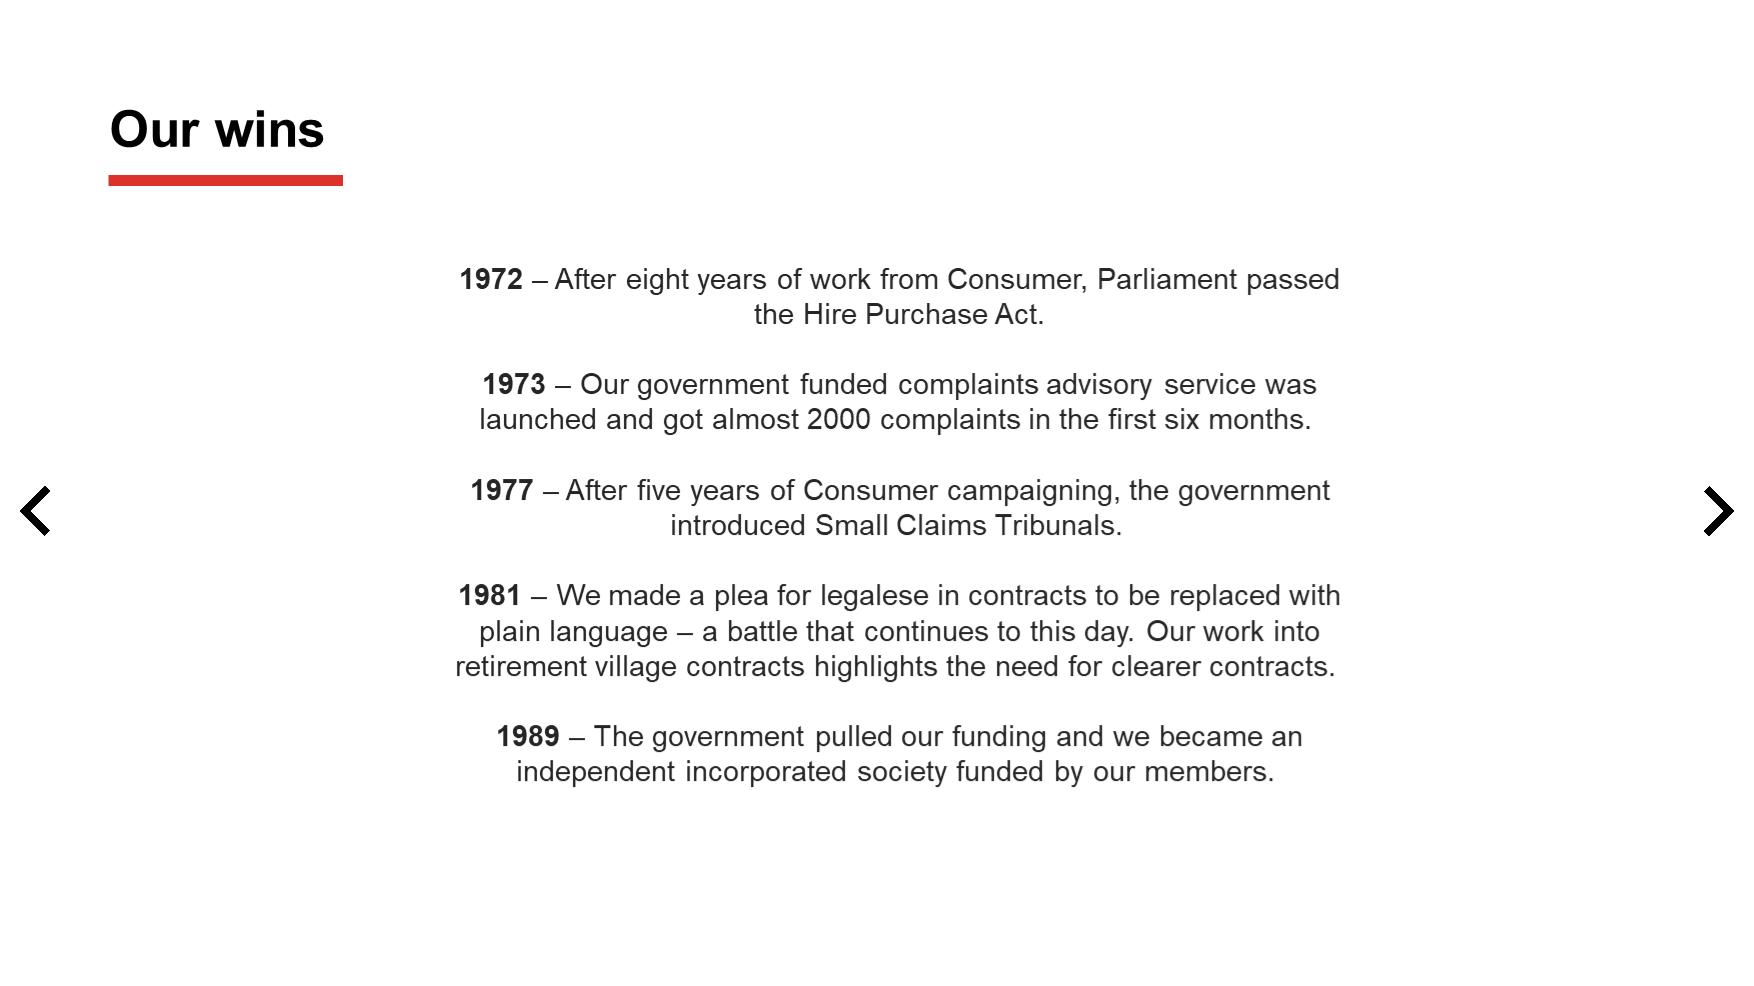 Our wins
1972 – After eight years of work from Consumer, Parliament passed
the Hire Purchase Act.
1973 – Our government funded complaints advisory service was
launched and got almost 2000 complaints in the first six months.
1977 – After five years of Consumer campaigning, the government
introduced Small Claims Tribunals.
1981 – We made a plea for legalese in contracts to be replaced with
plain language – a battle that continues to this day. Our work into
retirement village contracts highlights the need for clearer contracts.
1989 – The government pulled our funding and we became an
independent incorporated society funded by our members.